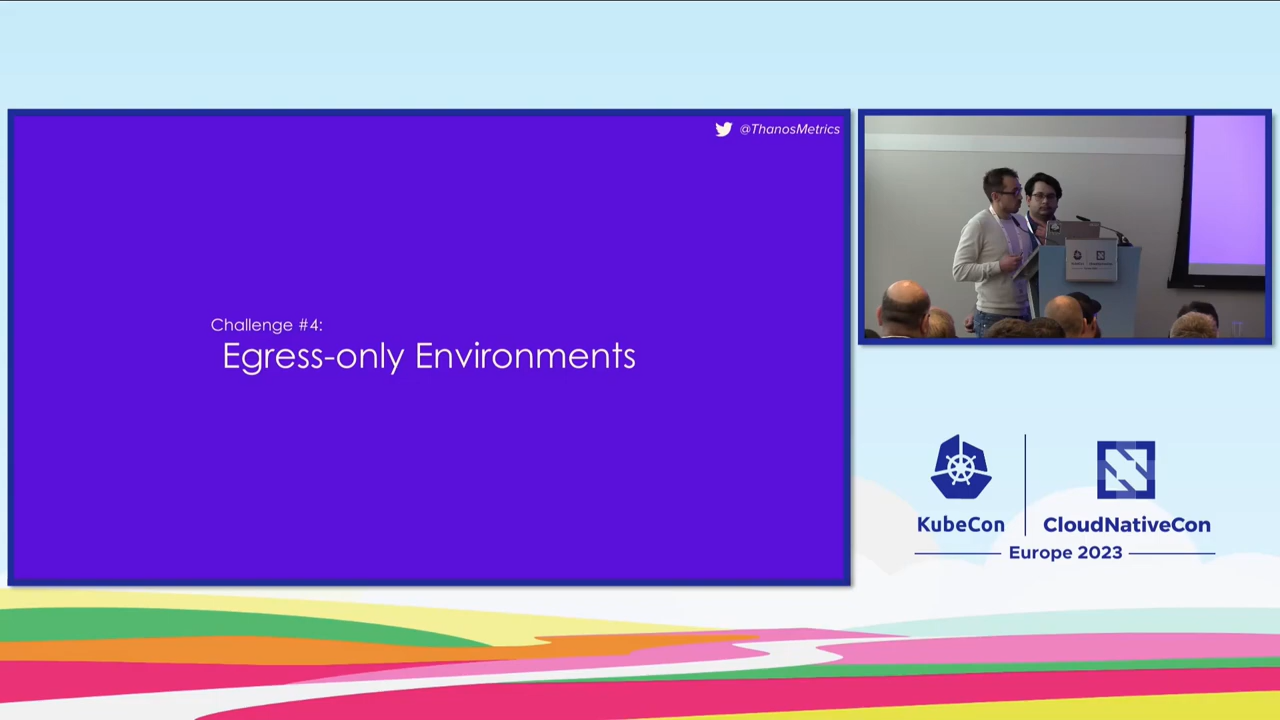 @ThanosMetrics
Challenge #4:
Egress-only Environments
KubeCon
CloudNativeCon
Europe 2023